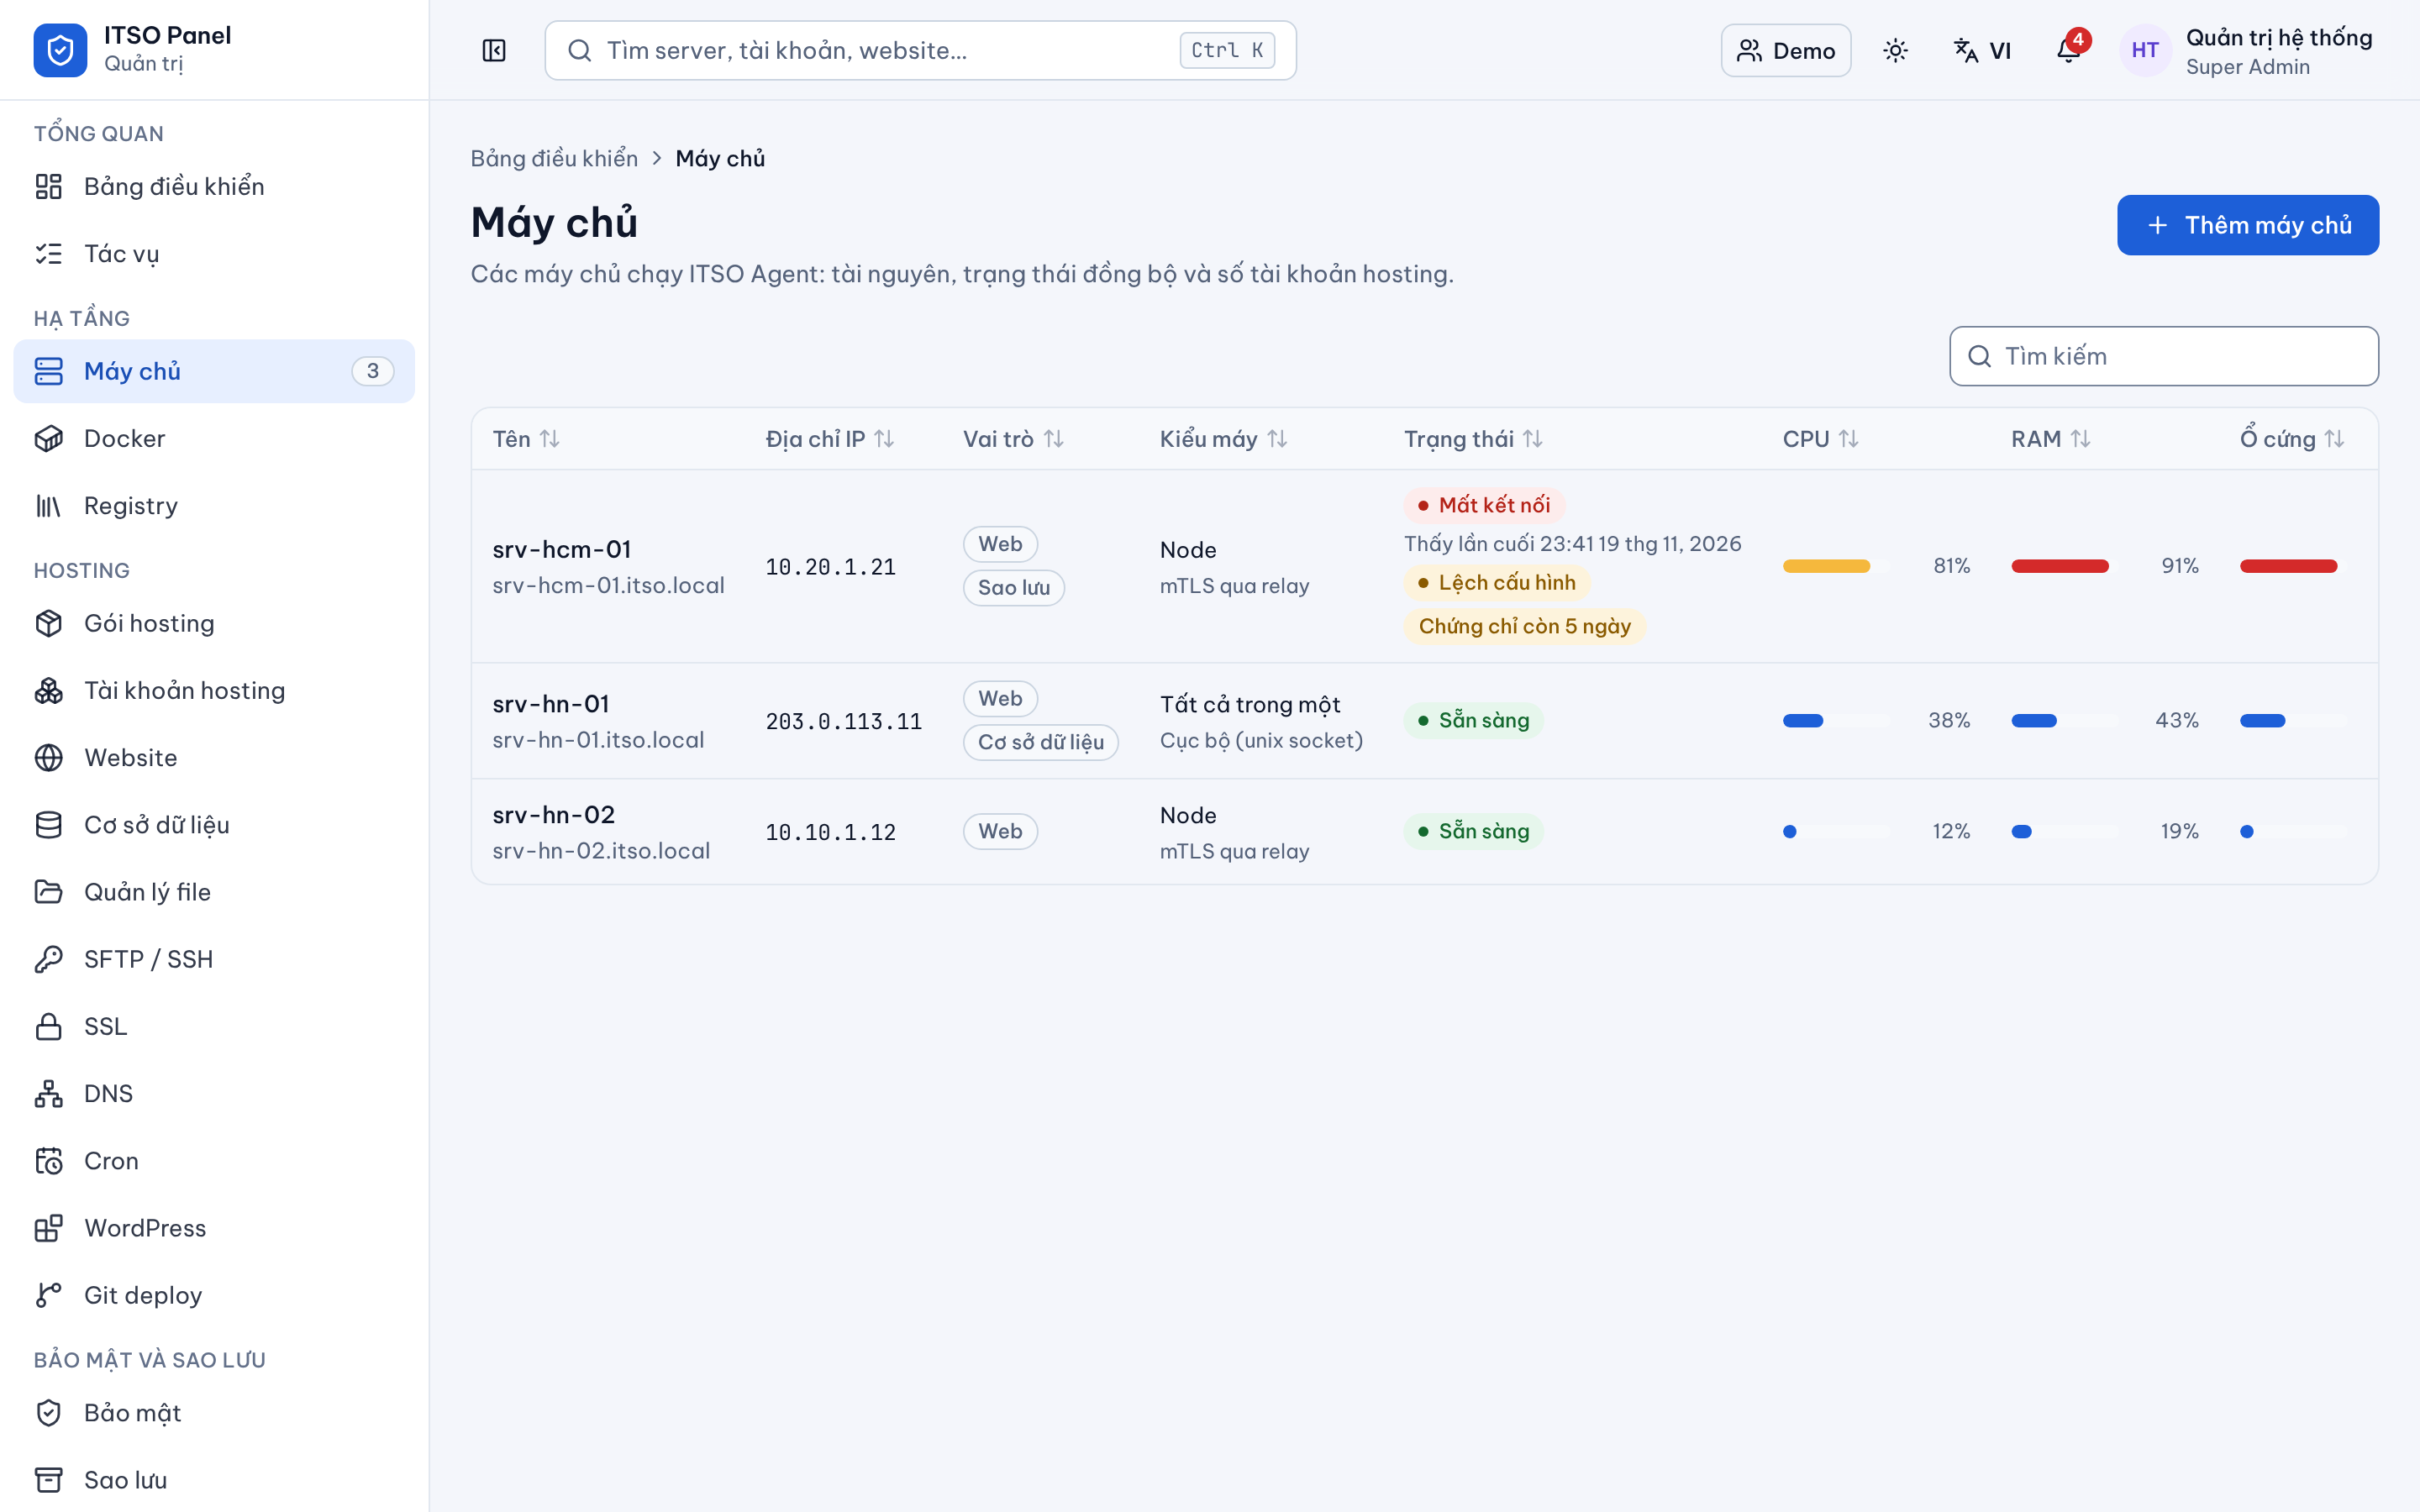 ITSO Panel
Quản trị
Tìm server, tài khoản, website...
Ctrl K
Demo
VI
4
HT
Quản trị hệ thống
Super Admin
TỔNG QUAN
Bảng điều khiển
Tác vụ
HẠ TẦNG
Máy chủ
3
Docker
Registry
HOSTING
Gói hosting
Tài khoản hosting
Website
Cơ sở dữ liệu
Quản lý file
SFTP / SSH
SSL
DNS
Cron
WordPress
Git deploy
BẢO MẬT VÀ SAO LƯU
Bảo mật
Sao lưu
Bảng điều khiển > Máy chủ
Máy chủ
Thêm máy chủ
Các máy chủ chạy ITSO Agent: tài nguyên, trạng thái đồng bộ và số tài khoản hosting.
Tìm kiếm
Tên Địa chỉ IP Vai trò Kiểu máy Trạng thái CPU RAM Ổ cứng
srv-hcm-01
srv-hcm-01.itso.local
10.20.1.21
Web
Sao lưu
Node
mTLS qua relay
Mất kết nối
Thấy lần cuối 23:41 19 thg 11, 2026
Lệch cấu hình
Chứng chỉ còn 5 ngày
81%
91%
srv-hn-01
srv-hn-01.itso.local
203.0.113.11
Web
Cơ sở dữ liệu
Tất cả trong một
Cục bộ (unix socket)
Sẵn sàng
38%
43%
srv-hn-02
srv-hn-02.itso.local
10.10.1.12
Web
Node
mTLS qua relay
Sẵn sàng
12%
19%